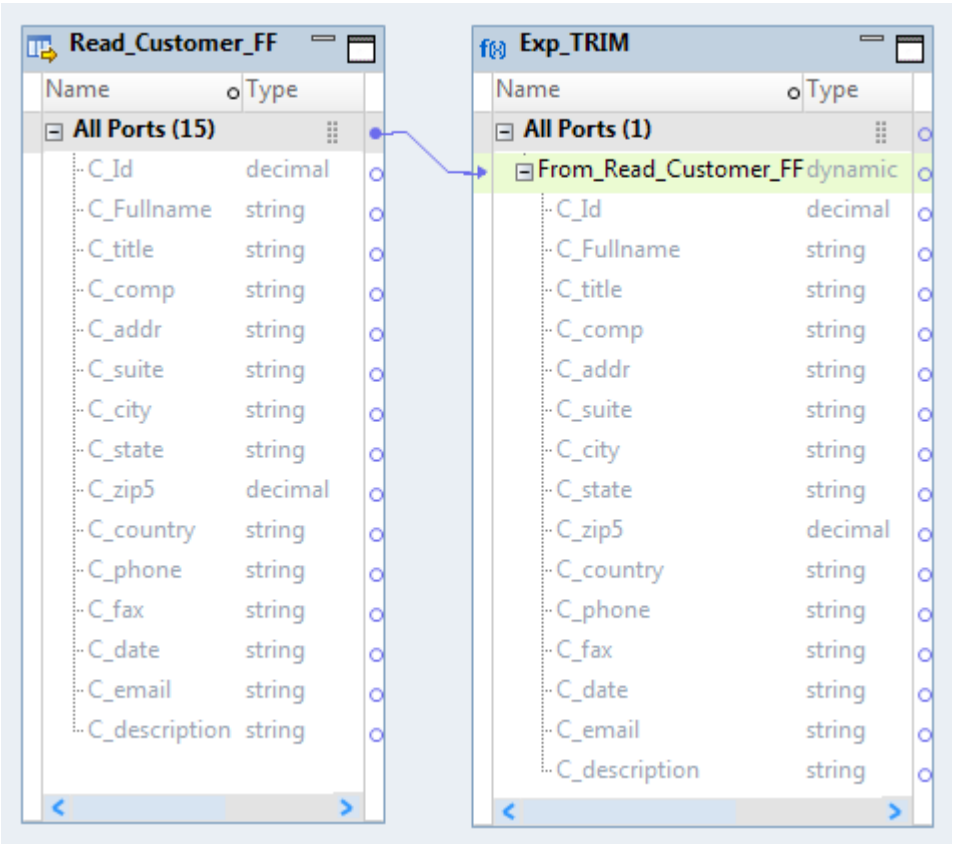 Read_Customer_FF
Name Type
All Ports (15)
C_Id decimal
C_Fullname string
C_title string
C_comp string
C_addr string
C_suite string
C_city string
C_state string
C_zip5 decimal
C_country string
C_phone string
C_fax string
C_date string
C_email string
C_description string
f(x) Exp_TRIM
Name Type
All Ports (1)
From_Read_Customer_FF dynamic
C_Id decimal
C_Fullname string
C_title string
C_comp string
C_addr string
C_suite string
C_city string
C_state string
C_zip5 decimal
C_country string
C_phone string
C_fax string
C_date string
C_email string
C_description string